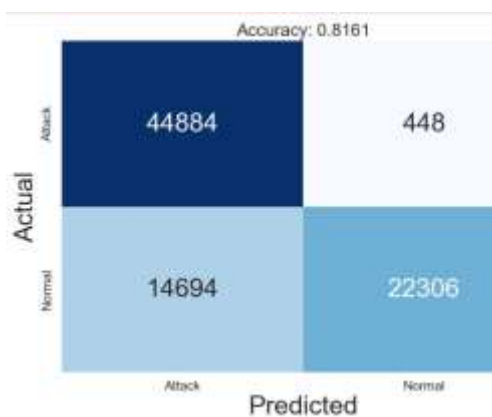 Accuracy: 0.8161
Actual
Attack
44884
448
Normal
14694
22306
Attack
Normal
Predicted